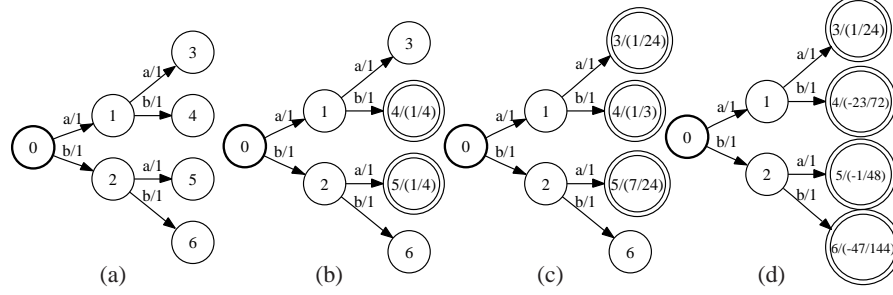 0
a/1
b/1
1
2
a/1
b/1
a/1
b/1
3
4
5
6
(a)
0
a/1
b/1
1
2
a/1
b/1
a/1
b/1
3
4/(1/4)
5/(1/4)
6
(b)
0
a/1
b/1
1
2
a/1
b/1
a/1
b/1
3/(1/24)
4/(1/3)
5/(7/24)
6
(c)
0
a/1
b/1
1
2
a/1
b/1
a/1
b/1
3/(1/24)
4/(-23/72)
5/(-1/48)
6/(-47/144)
(d)